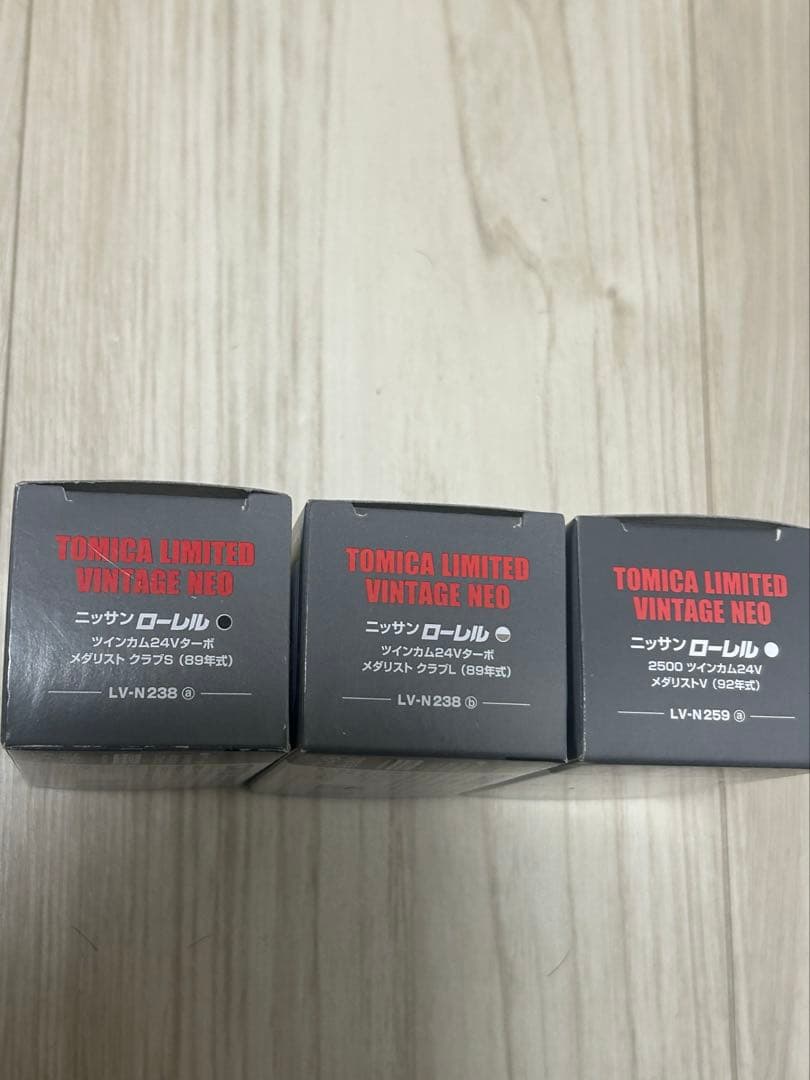 TOMICA LIMITED
VINTAGE NEO
ニッサン ローレル
ツインカム24Vターボ
メダリスト クラブS（89年式）
LV-N238 ⓐ
TOMICA LIMITED
VINTAGE NEO
ニッサン ローレル
ツインカム24Vターボ
メダリスト クラブL（89年式）
LV-N238 ⓑ
TOMICA LIMITED
VINTAGE NEO
ニッサン ローレル
2500 ツインカム24V
メダリストV（92年式）
LV-N259 ⓐ